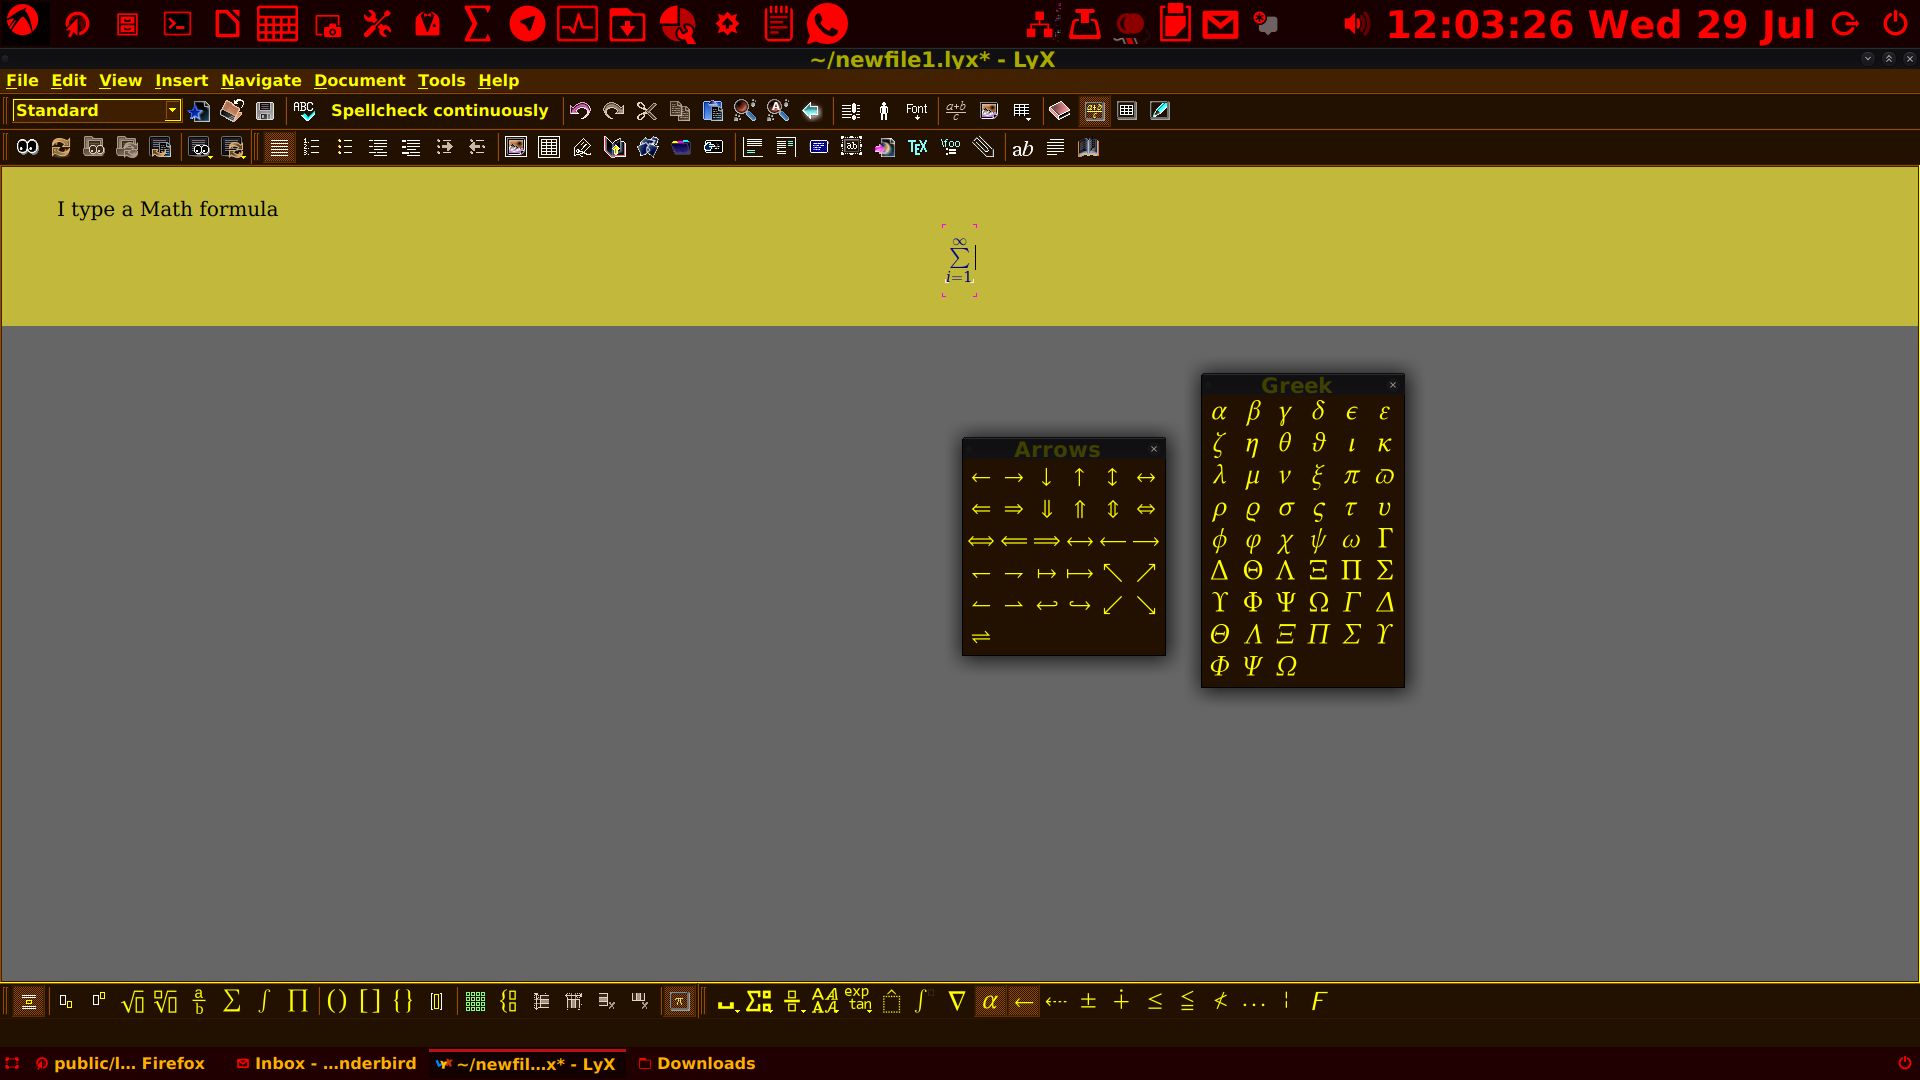 12:03:26 Wed 29 Jul
~/newfile1.lyx* - LyX
File Edit View Insert Navigate Document Tools Help
Standard ABC Spellcheck continuously Font a+b/c a+b/c
TEX \foo ab
I type a Math formula
∞
∑
i=1
Greek
α β γ δ ϵ ε
ζ η θ ϑ ι κ
λ μ ν ξ π ϖ
ρ ϱ σ ς τ υ
ϕ φ χ ψ ω Γ
Δ Θ Λ Ξ Π Σ
Υ Φ Ψ Ω Γ Δ
Θ Λ Ξ Π Σ Υ
Φ Ψ Ω
Arrows
← → ↓ ↑ ↕ ↔
⇐ ⇒ ⇓ ⇑ ⇕ ⇔
⟺ ⟸ ⟹ ⟷ ⟵ ⟶
↽ ⇁ ↦ ⟼ ↖ ↗
↼ ⇀ ↩ ↪ ↙ ↘
⇌
a/b ∑ ∫ ∏ () [] {} π exp tan ∫ ∇ α ← ⇠ ± ∔ ≤ ≦ ≮ … ¦ F
public/l... Firefox Inbox - ...nderbird ~/newfil...x* - LyX Downloads